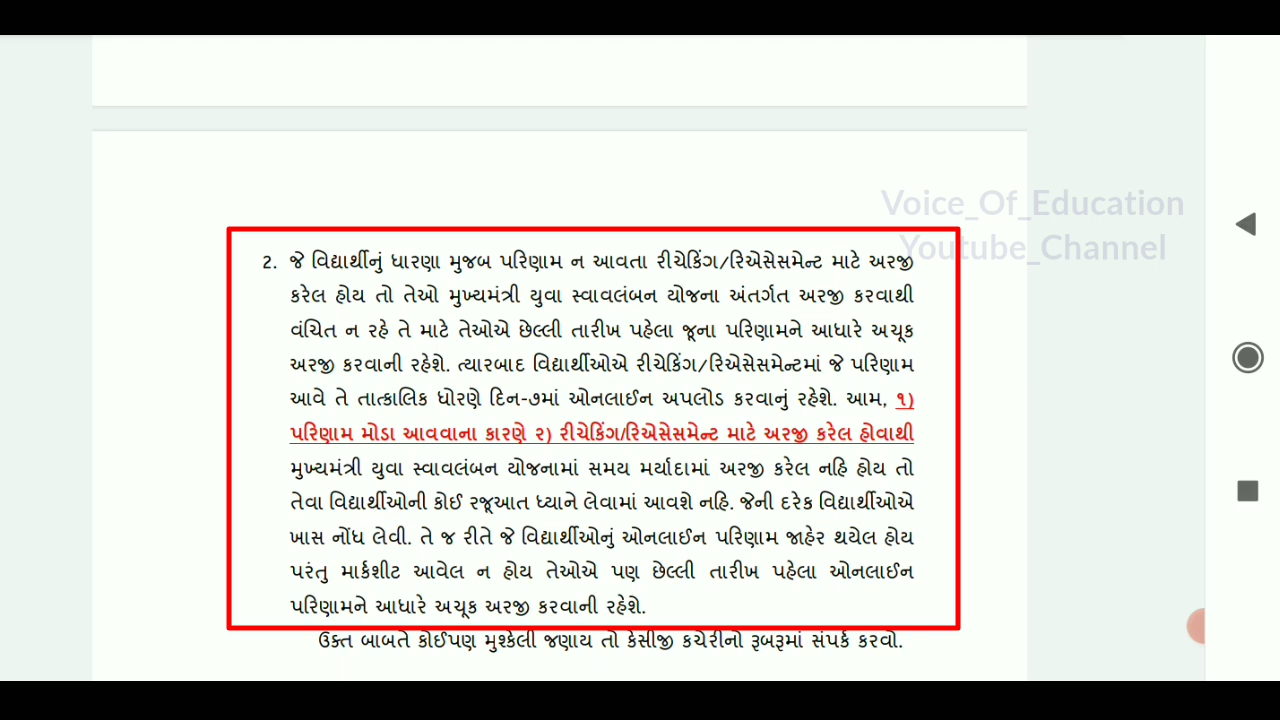 Voice_Of_Education
Youtube_Channel
2. જે વિદ્યાર્થીનું ધારણા મુજબ પરિણામ ન આવતા રીચેકિંગ/રિએસેસમેન્ટ માટે અરજી
કરેલ હોય તો તેઓ મુખ્યમંત્રી યુવા સ્વાવલંબન યોજના અંતર્ગત અરજી કરવાથી
વંચિત ન રહે તે માટે તેઓએ છેલ્લી તારીખ પહેલા જૂના પરિણામને આધારે અચૂક
અરજી કરવાની રહેશે. ત્યારબાદ વિદ્યાર્થીઓએ રીચેકિંગ/રિએસેસમેન્ટમાં જે પરિણામ
આવે તે તાત્કાલિક ધોરણે દિન-૭માં ઓનલાઈન અપલોડ કરવાનું રહેશે. આમ, ૧)
પરિણામ મોડા આવવાના કારણે ૨) રીચેકિંગ/રિએસેસમેન્ટ માટે અરજી કરેલ હોવાથી
મુખ્યમંત્રી યુવા સ્વાવલંબન યોજનામાં સમય મર્યાદામાં અરજી કરેલ નહિ હોય તો
તેવા વિદ્યાર્થીઓની કોઈ રજૂઆત ધ્યાને લેવામાં આવશે નહિ. જેની દરેક વિદ્યાર્થીઓએ
ખાસ નોંધ લેવી. તે જ રીતે જે વિદ્યાર્થીઓનું ઓનલાઈન પરિણામ જાહેર થયેલ હોય
પરંતુ માર્કશીટ આવેલ ન હોય તેઓએ પણ છેલ્લી તારીખ પહેલા ઓનલાઈન
પરિણામને આધારે અચૂક અરજી કરવાની રહેશે.
ઉક્ત બાબતે કોઈપણ મુશ્કેલી જણાય તો કેસીજી કચેરીનો રૂબરૂમાં સંપર્ક કરવો.